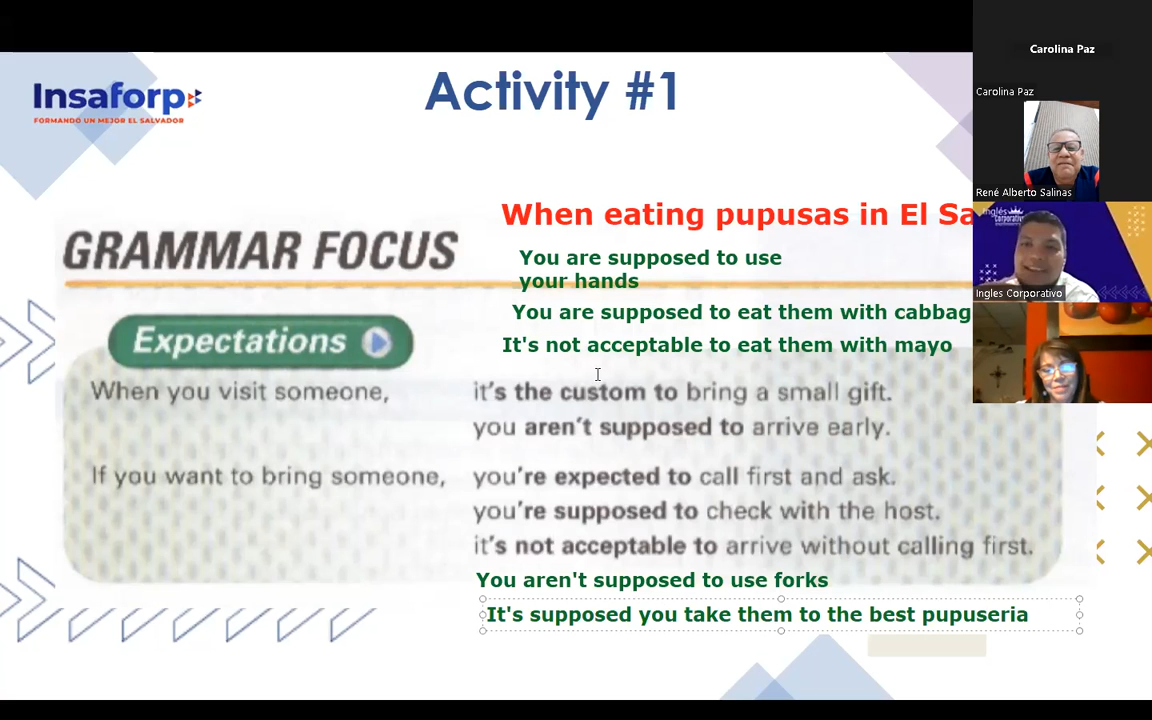 Carolina Paz
Insaforp
FORMANDO UN MEJOR EL SALVADOR
Activity #1
Carolina Paz
René Alberto Salinas
Inglés
Corporativo
Ingles Corporativo
When eating pupusas in El Sa
GRAMMAR FOCUS
You are supposed to use
your hands
You are supposed to eat them with cabbag
Expectations
It's not acceptable to eat them with mayo
When you visit someone, it's the custom to bring a small gift.
you aren't supposed to arrive early.
If you want to bring someone, you're expected to call first and ask.
you're supposed to check with the host.
it's not acceptable to arrive without calling first.
You aren't supposed to use forks
It's supposed you take them to the best pupuseria